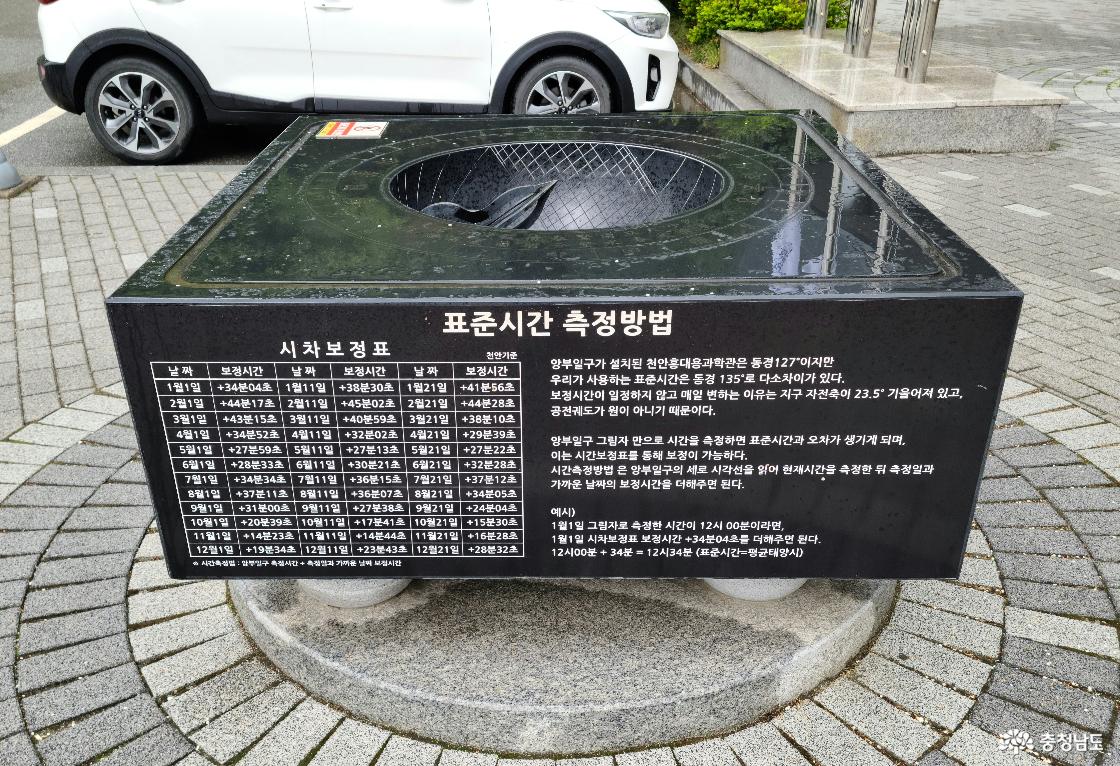 표준시간 측정방법
시차보정표
천안기준
날 짜 보정시간 날 짜 보정시간 날 짜 보정시간
1월1일 +34분04초 1월11일 +38분30초 1월21일 +41분56초
2월1일 +44분17초 2월11일 +45분02초 2월21일 +44분28초
3월1일 +43분15초 3월11일 +40분59초 3월21일 +38분10초
4월1일 +34분52초 4월11일 +32분02초 4월21일 +29분39초
5월1일 +27분59초 5월11일 +27분13초 5월21일 +27분22초
6월1일 +28분33초 6월11일 +30분21초 6월21일 +32분28초
7월1일 +34분34초 7월11일 +36분15초 7월21일 +37분12초
8월1일 +37분11초 8월11일 +36분07초 8월21일 +34분05초
9월1일 +31분00초 9월11일 +27분38초 9월21일 +24분04초
10월1일 +20분39초 10월11일 +17분41초 10월21일 +15분30초
11월1일 +14분23초 11월11일 +14분44초 11월21일 +16분28초
12월1일 +19분34초 12월11일 +23분43초 12월21일 +28분32초
※ 시간측정법 : 앙부일구 측정시간 + 측정일과 가까운 날짜 보정시간
앙부일구가 설치된 천안홍대용과학관은 동경127°이지만
우리가 사용하는 표준시간은 동경 135°로 다소차이가 있다.
보정시간이 일정하지 않고 매일 변하는 이유는 지구 자전축이 23.5° 기울어져 있고,
공전궤도가 원이 아니기 때문이다.
앙부일구 그림자 만으로 시간을 측정하면 표준시간과 오차가 생기게 되며,
이는 시간보정표를 통해 보정이 가능하다.
시간측정방법 은 앙부일구의 세로 시각선을 읽어 현재시간을 측정한 뒤 측정일과
가까운 날짜의 보정시간을 더해주면 된다.
예시)
1월1일 그림자로 측정한 시간이 12시 00분이라면,
1월1일 시차보정표 보정시간 +34분04초를 더해주면 된다.
12시00분 + 34분 = 12시34분 (표준시간=평균태양시)
충청남도